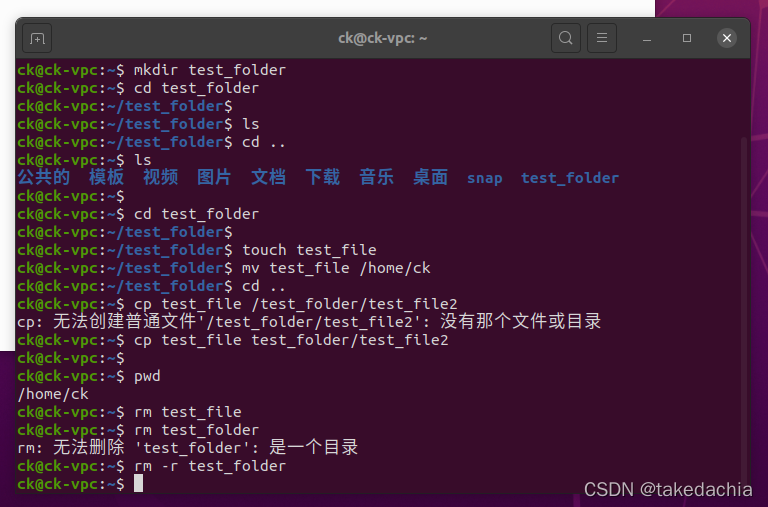 ck@ck-vpc: ~
ck@ck-vpc:~$ mkdir test_folder
ck@ck-vpc:~$ cd test_folder
ck@ck-vpc:~/test_folder$
ck@ck-vpc:~/test_folder$ ls
ck@ck-vpc:~/test_folder$ cd ..
ck@ck-vpc:~$ ls
公共的  模板  视频  图片  文档  下载  音乐  桌面  snap  test_folder
ck@ck-vpc:~$
ck@ck-vpc:~$ cd test_folder
ck@ck-vpc:~/test_folder$
ck@ck-vpc:~/test_folder$ touch test_file
ck@ck-vpc:~/test_folder$ mv test_file /home/ck
ck@ck-vpc:~/test_folder$ cd ..
ck@ck-vpc:~$ cp test_file /test_folder/test_file2
cp: 无法创建普通文件'/test_folder/test_file2': 没有那个文件或目录
ck@ck-vpc:~$ cp test_file test_folder/test_file2
ck@ck-vpc:~$
ck@ck-vpc:~$ pwd
/home/ck
ck@ck-vpc:~$ rm test_file
ck@ck-vpc:~$ rm test_folder
rm: 无法删除 'test_folder': 是一个目录
ck@ck-vpc:~$ rm -r test_folder
ck@ck-vpc:~$
CSDN @takedachia